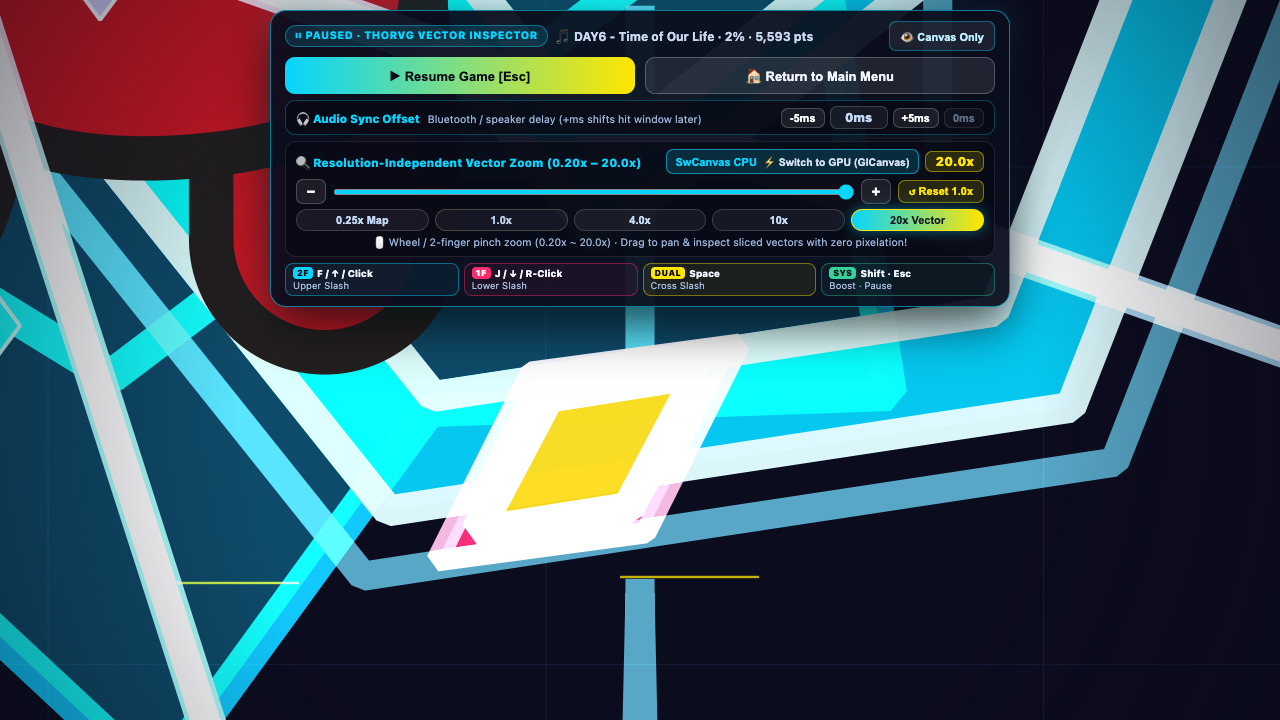 ⏸ PAUSED · THORVG VECTOR INSPECTOR
🎵 DAY6 - Time of Our Life · 2% · 5,593 pts
👁 Canvas Only
▶ Resume Game [Esc]
🏠 Return to Main Menu
🎧 Audio Sync Offset Bluetooth / speaker delay (+ms shifts hit window later)
-5ms 0ms +5ms 0ms
🔍 Resolution-Independent Vector Zoom (0.20x – 20.0x)
SwCanvas CPU ⚡ Switch to GPU (GlCanvas)
20.0x
− + ↺ Reset 1.0x
0.25x Map 1.0x 4.0x 10x 20x Vector
🖱 Wheel / 2-finger pinch zoom (0.20x ~ 20.0x) · Drag to pan & inspect sliced vectors with zero pixelation!
2F F / ↑ / Click
Upper Slash
1F J / ↓ / R-Click
Lower Slash
DUAL Space
Cross Slash
SYS Shift · Esc
Boost · Pause